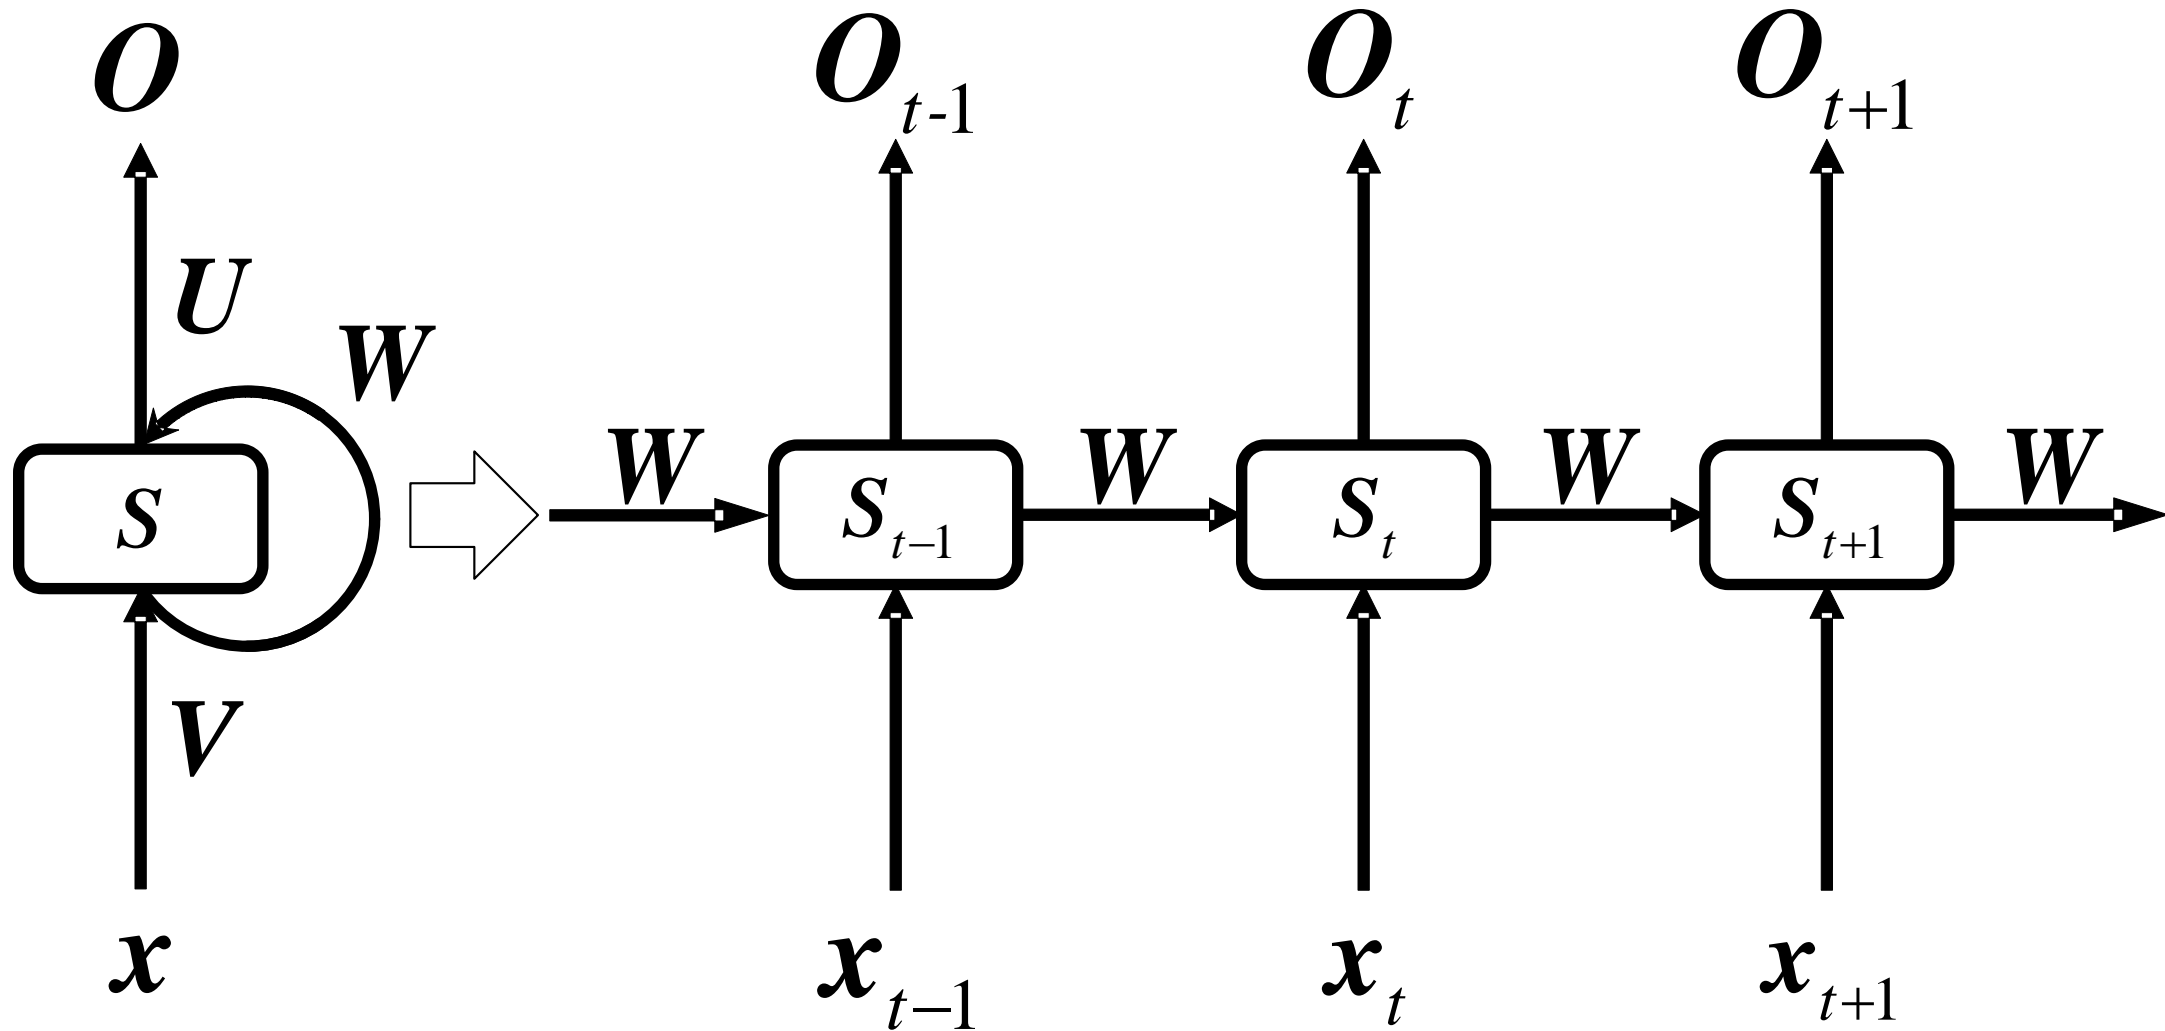 O O t-1 O t O t+1
U
W
W W W W
S S t−1 S t S t+1
V
x x t−1 x t x t+1